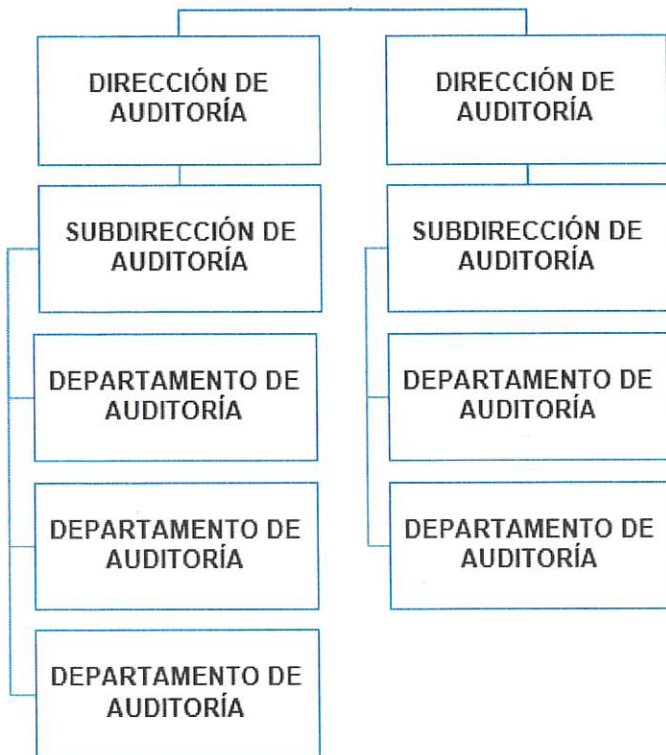 DIRECCIÓN DE
AUDITORÍA
SUBDIRECCIÓN DE
AUDITORÍA
DEPARTAMENTO DE
AUDITORÍA
DEPARTAMENTO DE
AUDITORÍA
DEPARTAMENTO DE
AUDITORÍA
DIRECCIÓN DE
AUDITORÍA
SUBDIRECCIÓN DE
AUDITORÍA
DEPARTAMENTO DE
AUDITORÍA
DEPARTAMENTO DE
AUDITORÍA